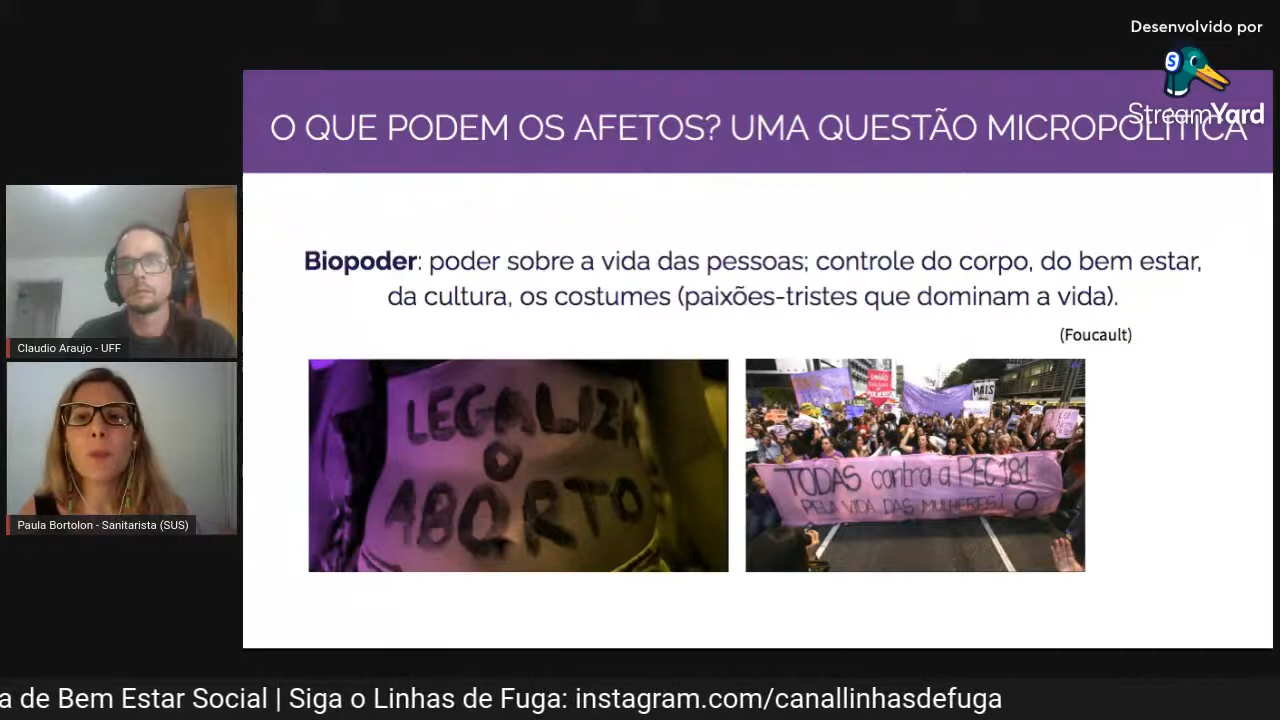 Desenvolvido por
StreamYard
O QUE PODEM OS AFETOS? UMA QUESTÃO MICROPOLÍTICA
Biopoder: poder sobre a vida das pessoas; controle do corpo, do bem estar,
da cultura, os costumes (paixões-tristes que dominam a vida).
(Foucault)
LEGALIZA
O
ABORTO
MAIS
TODAS contra a PEC 181
PELA VIDA DAS MULHERES!
Claudio Araujo - UFF
Paula Bortolon - Sanitarista (SUS)
a de Bem Estar Social | Siga o Linhas de Fuga: instagram.com/canallinhasdefuga